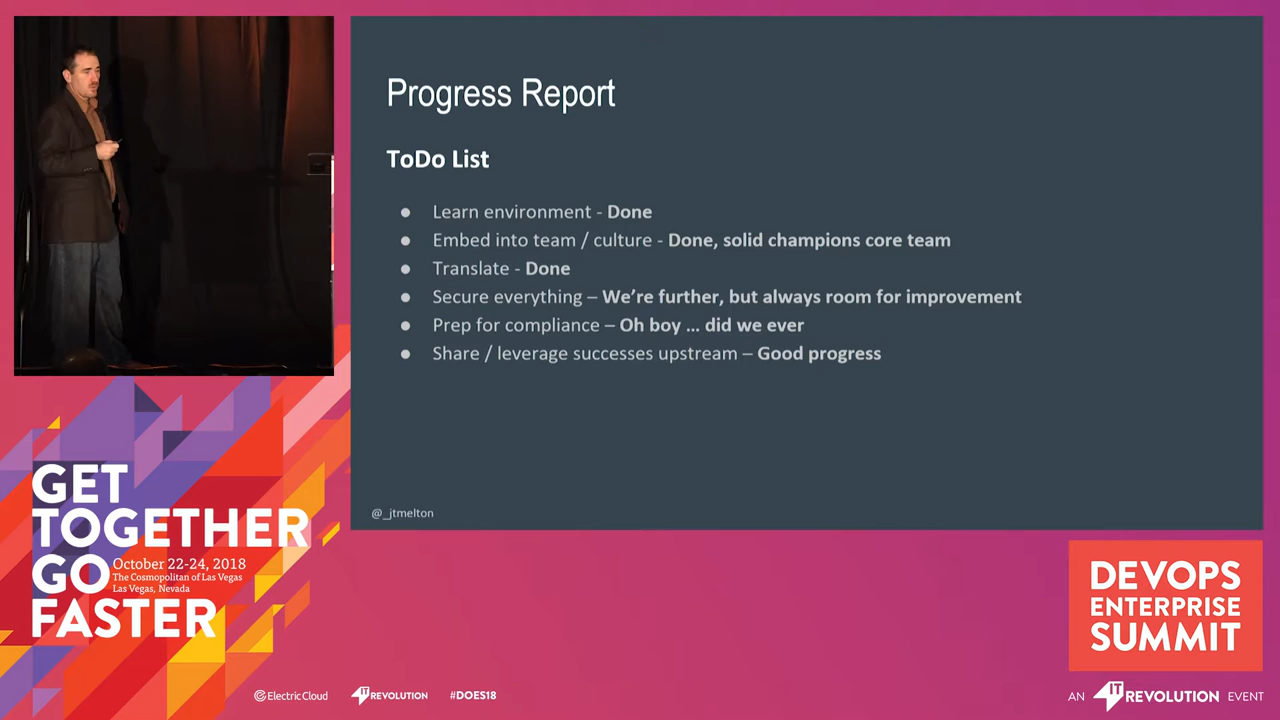 Progress Report
ToDo List
● Learn environment - Done
● Embed into team / culture - Done, solid champions core team
● Translate - Done
● Secure everything – We're further, but always room for improvement
● Prep for compliance – Oh boy … did we ever
● Share / leverage successes upstream – Good progress
@_jtmelton
GET
TOGETHER
GO
October 22-24, 2018
The Cosmopolitan of Las Vegas
Las Vegas, Nevada
FASTER
DEVOPS
ENTERPRISE
SUMMIT
Electric Cloud
IT REVOLUTION
#DOES18
AN IT REVOLUTION EVENT